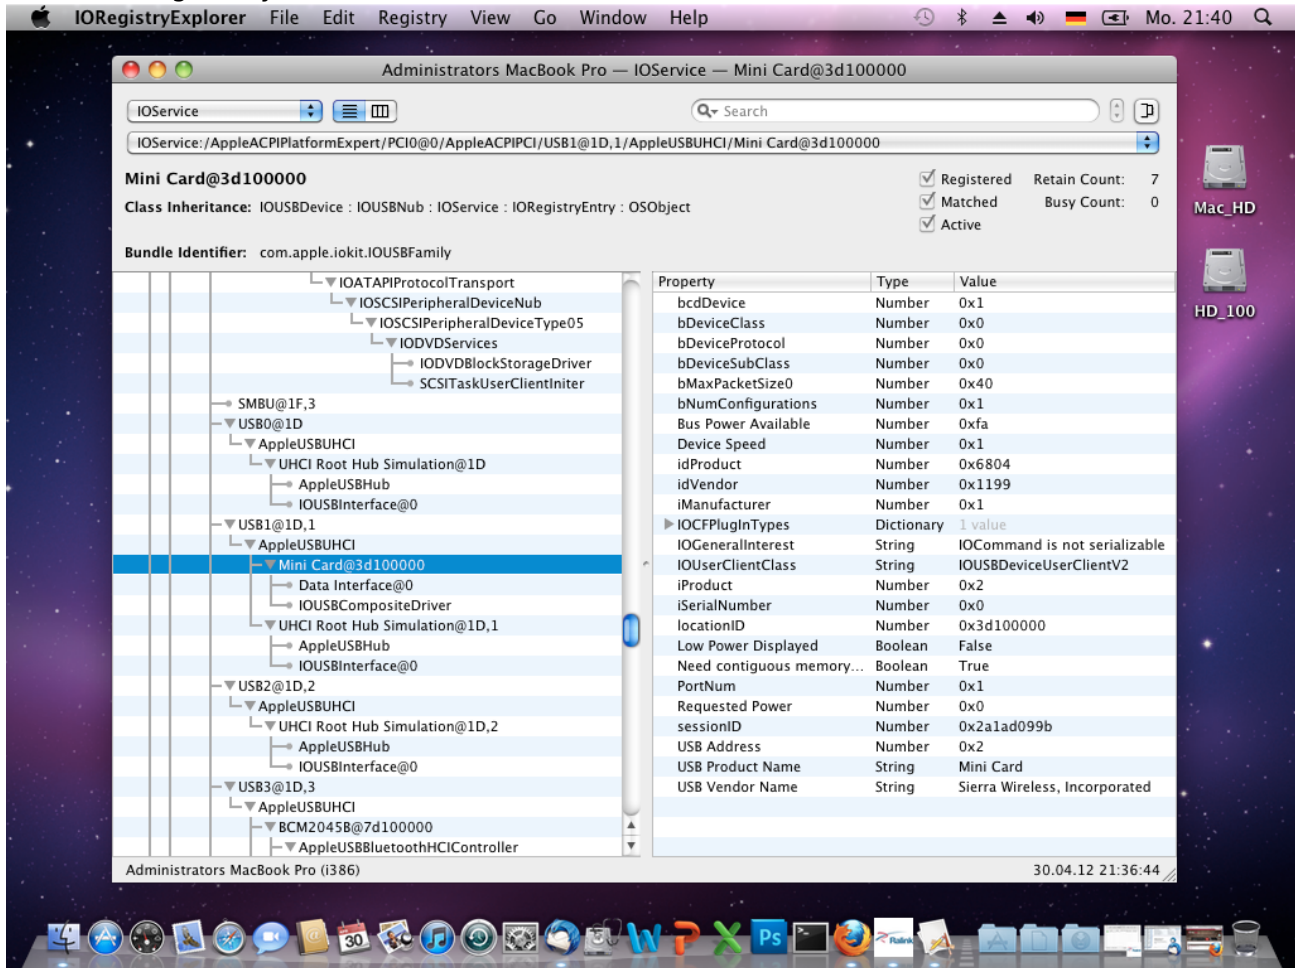 IORegistryExplorer File Edit Registry View Go Window Help Mo. 21:40
Administrators MacBook Pro — IOService — Mini Card@3d100000
IOService Search
IOService:/AppleACPIPlatformExpert/PCI0@0/AppleACPIPCI/USB1@1D,1/AppleUSBUHCI/Mini Card@3d100000
Mini Card@3d100000
Registered Retain Count: 7
Class Inheritance: IOUSBDevice : IOUSBNub : IOService : IORegistryEntry : OSObject
Matched Busy Count: 0
Active
Bundle Identifier: com.apple.iokit.IOUSBFamily
Mac_HD
HD_100
IOATAPIProtocolTransport
IOSCSIPeripheralDeviceNub
IOSCSIPeripheralDeviceType05
IODVDServices
IODVDBlockStorageDriver
SCSITaskUserClientIniter
SMBU@1F,3
USB0@1D
AppleUSBUHCI
UHCI Root Hub Simulation@1D
AppleUSBHub
IOUSBInterface@0
USB1@1D,1
AppleUSBUHCI
Mini Card@3d100000
Data Interface@0
IOUSBCompositeDriver
UHCI Root Hub Simulation@1D,1
AppleUSBHub
IOUSBInterface@0
USB2@1D,2
AppleUSBUHCI
UHCI Root Hub Simulation@1D,2
AppleUSBHub
IOUSBInterface@0
USB3@1D,3
AppleUSBUHCI
BCM2045B@7d100000
AppleUSBBluetoothHCIController
Property Type Value
bcdDevice Number 0x1
bDeviceClass Number 0x0
bDeviceProtocol Number 0x0
bDeviceSubClass Number 0x0
bMaxPacketSize0 Number 0x40
bNumConfigurations Number 0x1
Bus Power Available Number 0xfa
Device Speed Number 0x1
idProduct Number 0x6804
idVendor Number 0x1199
iManufacturer Number 0x1
IOCFPlugInTypes Dictionary 1 value
IOGeneralInterest String IOCommand is not serializable
IOUserClientClass String IOUSBDeviceUserClientV2
iProduct Number 0x2
iSerialNumber Number 0x0
locationID Number 0x3d100000
Low Power Displayed Boolean False
Need contiguous memory... Boolean True
PortNum Number 0x1
Requested Power Number 0x0
sessionID Number 0x2a1ad099b
USB Address Number 0x2
USB Product Name String Mini Card
USB Vendor Name String Sierra Wireless, Incorporated
Administrators MacBook Pro (i386) 30.04.12 21:36:44
30 W P X Ps Ralink